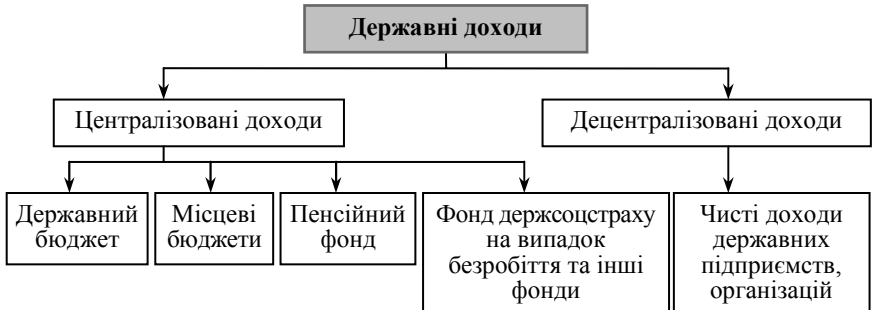 Державні доходи
Централізовані доходи
Децентралізовані доходи
Державний
бюджет
Місцеві
бюджети
Пенсійний
фонд
Фонд держсоцстраху
на випадок
безробіття та інші
фонди
Чисті доходи
державних
підприємств,
організацій